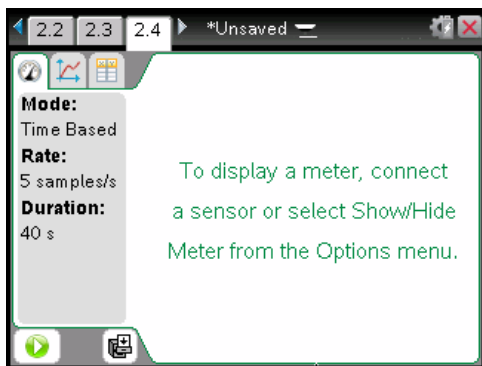 2.2 2.3 2.4 *Unsaved
Mode:
Time Based
Rate:
5 samples/s
Duration:
40 s
To display a meter, connect
a sensor or select Show/Hide
Meter from the Options menu.